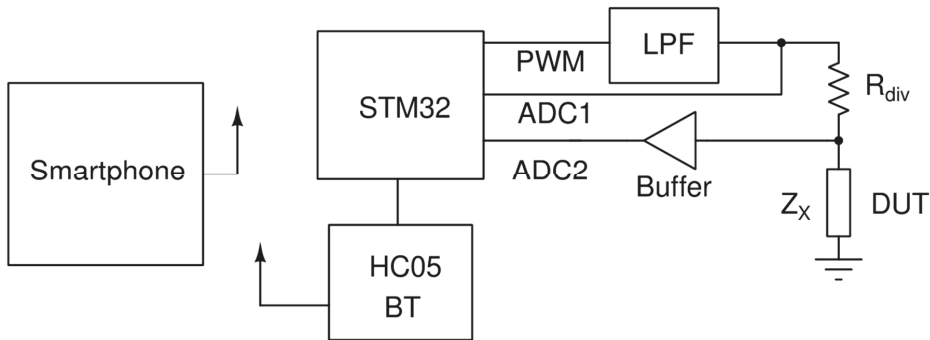 Smartphone
STM32
HC05
BT
PWM
ADC1
ADC2
LPF
Buffer
R_div
Z_X
DUT